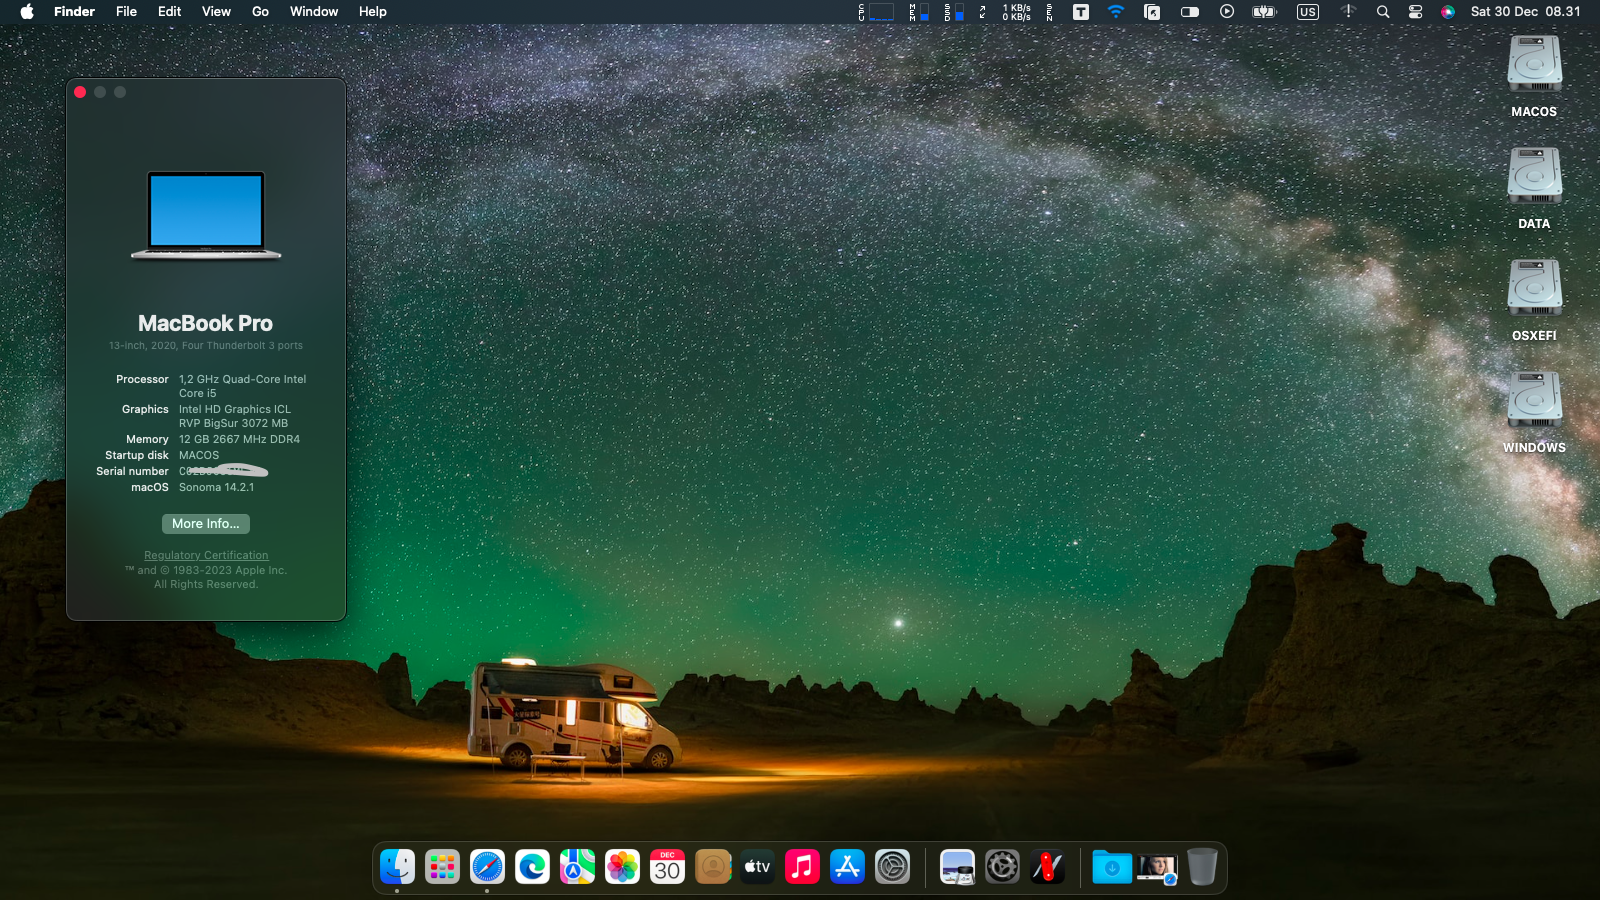 Finder File Edit View Go Window Help
CPU MEM SSD 1 KB/s 0 KB/s SEN US Sat 30 Dec 08.31
MACOS
DATA
OSXEFI
WINDOWS
MacBook Pro
13-inch, 2020, Four Thunderbolt 3 ports
Processor 1,2 GHz Quad-Core Intel
Core i5
Graphics Intel HD Graphics ICL
RVP BigSur 3072 MB
Memory 12 GB 2667 MHz DDR4
Startup disk MACOS
Serial number
macOS Sonoma 14.2.1
More Info...
Regulatory Certification
™ and © 1983-2023 Apple Inc.
All Rights Reserved.
DEC
30
tv